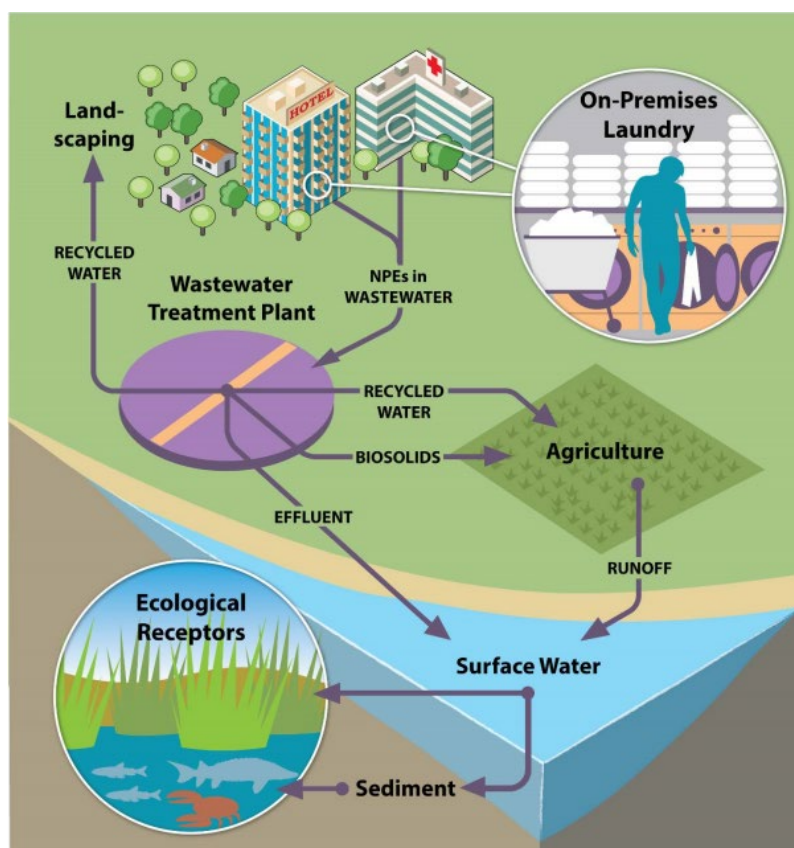 Land-
scaping
HOTEL
On-Premises
Laundry
RECYCLED
WATER
Wastewater
Treatment Plant
NPEs in
WASTEWATER
RECYCLED
WATER
BIOSOLIDS
Agriculture
EFFLUENT
RUNOFF
Ecological
Receptors
Surface Water
Sediment